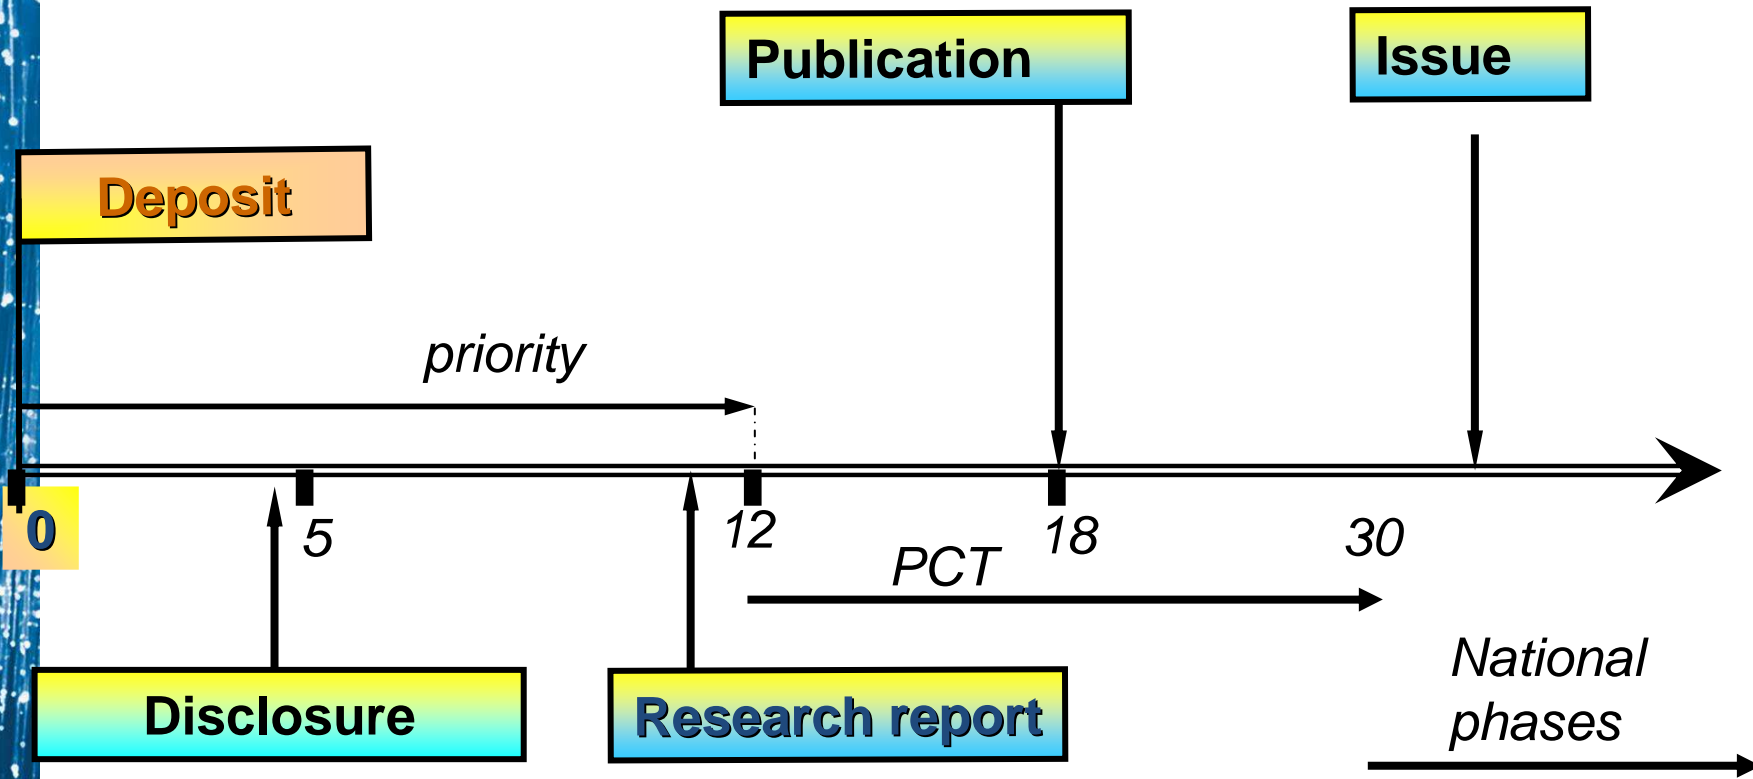 Publication
Issue
Deposit
priority
0
5
12
18
30
PCT
National
phases
Disclosure
Research report